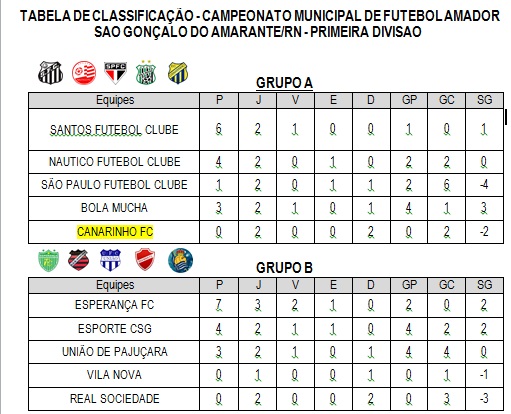 TABELA DE CLASSIFICAÇÃO - CAMPEONATO MUNICIPAL DE FUTEBOL AMADOR
SAO GONÇALO DO AMARANTE/RN - PRIMEIRA DIVISAO
SPFC
GRUPO A
Equipes P J V E D GP GC SG
SANTOS FUTEBOL CLUBE 6 2 1 0 0 1 0 1
NAUTICO FUTEBOL CLUBE 4 2 0 1 0 2 2 0
SÃO PAULO FUTEBOL CLUBE 1 2 0 1 1 2 6 -4
BOLA MUCHA 3 2 1 0 1 4 1 3
CANARINHO FC 0 2 0 0 2 0 2 -2
GRUPO B
Equipes P J V E D GP GC SG
ESPERANÇA FC 7 3 2 1 0 2 0 2
ESPORTE CSG 4 2 1 1 0 4 2 2
UNIÃO DE PAJUÇARA 3 2 1 0 1 4 4 0
VILA NOVA 0 1 0 0 1 0 1 -1
REAL SOCIEDADE 0 2 0 0 2 0 3 -3